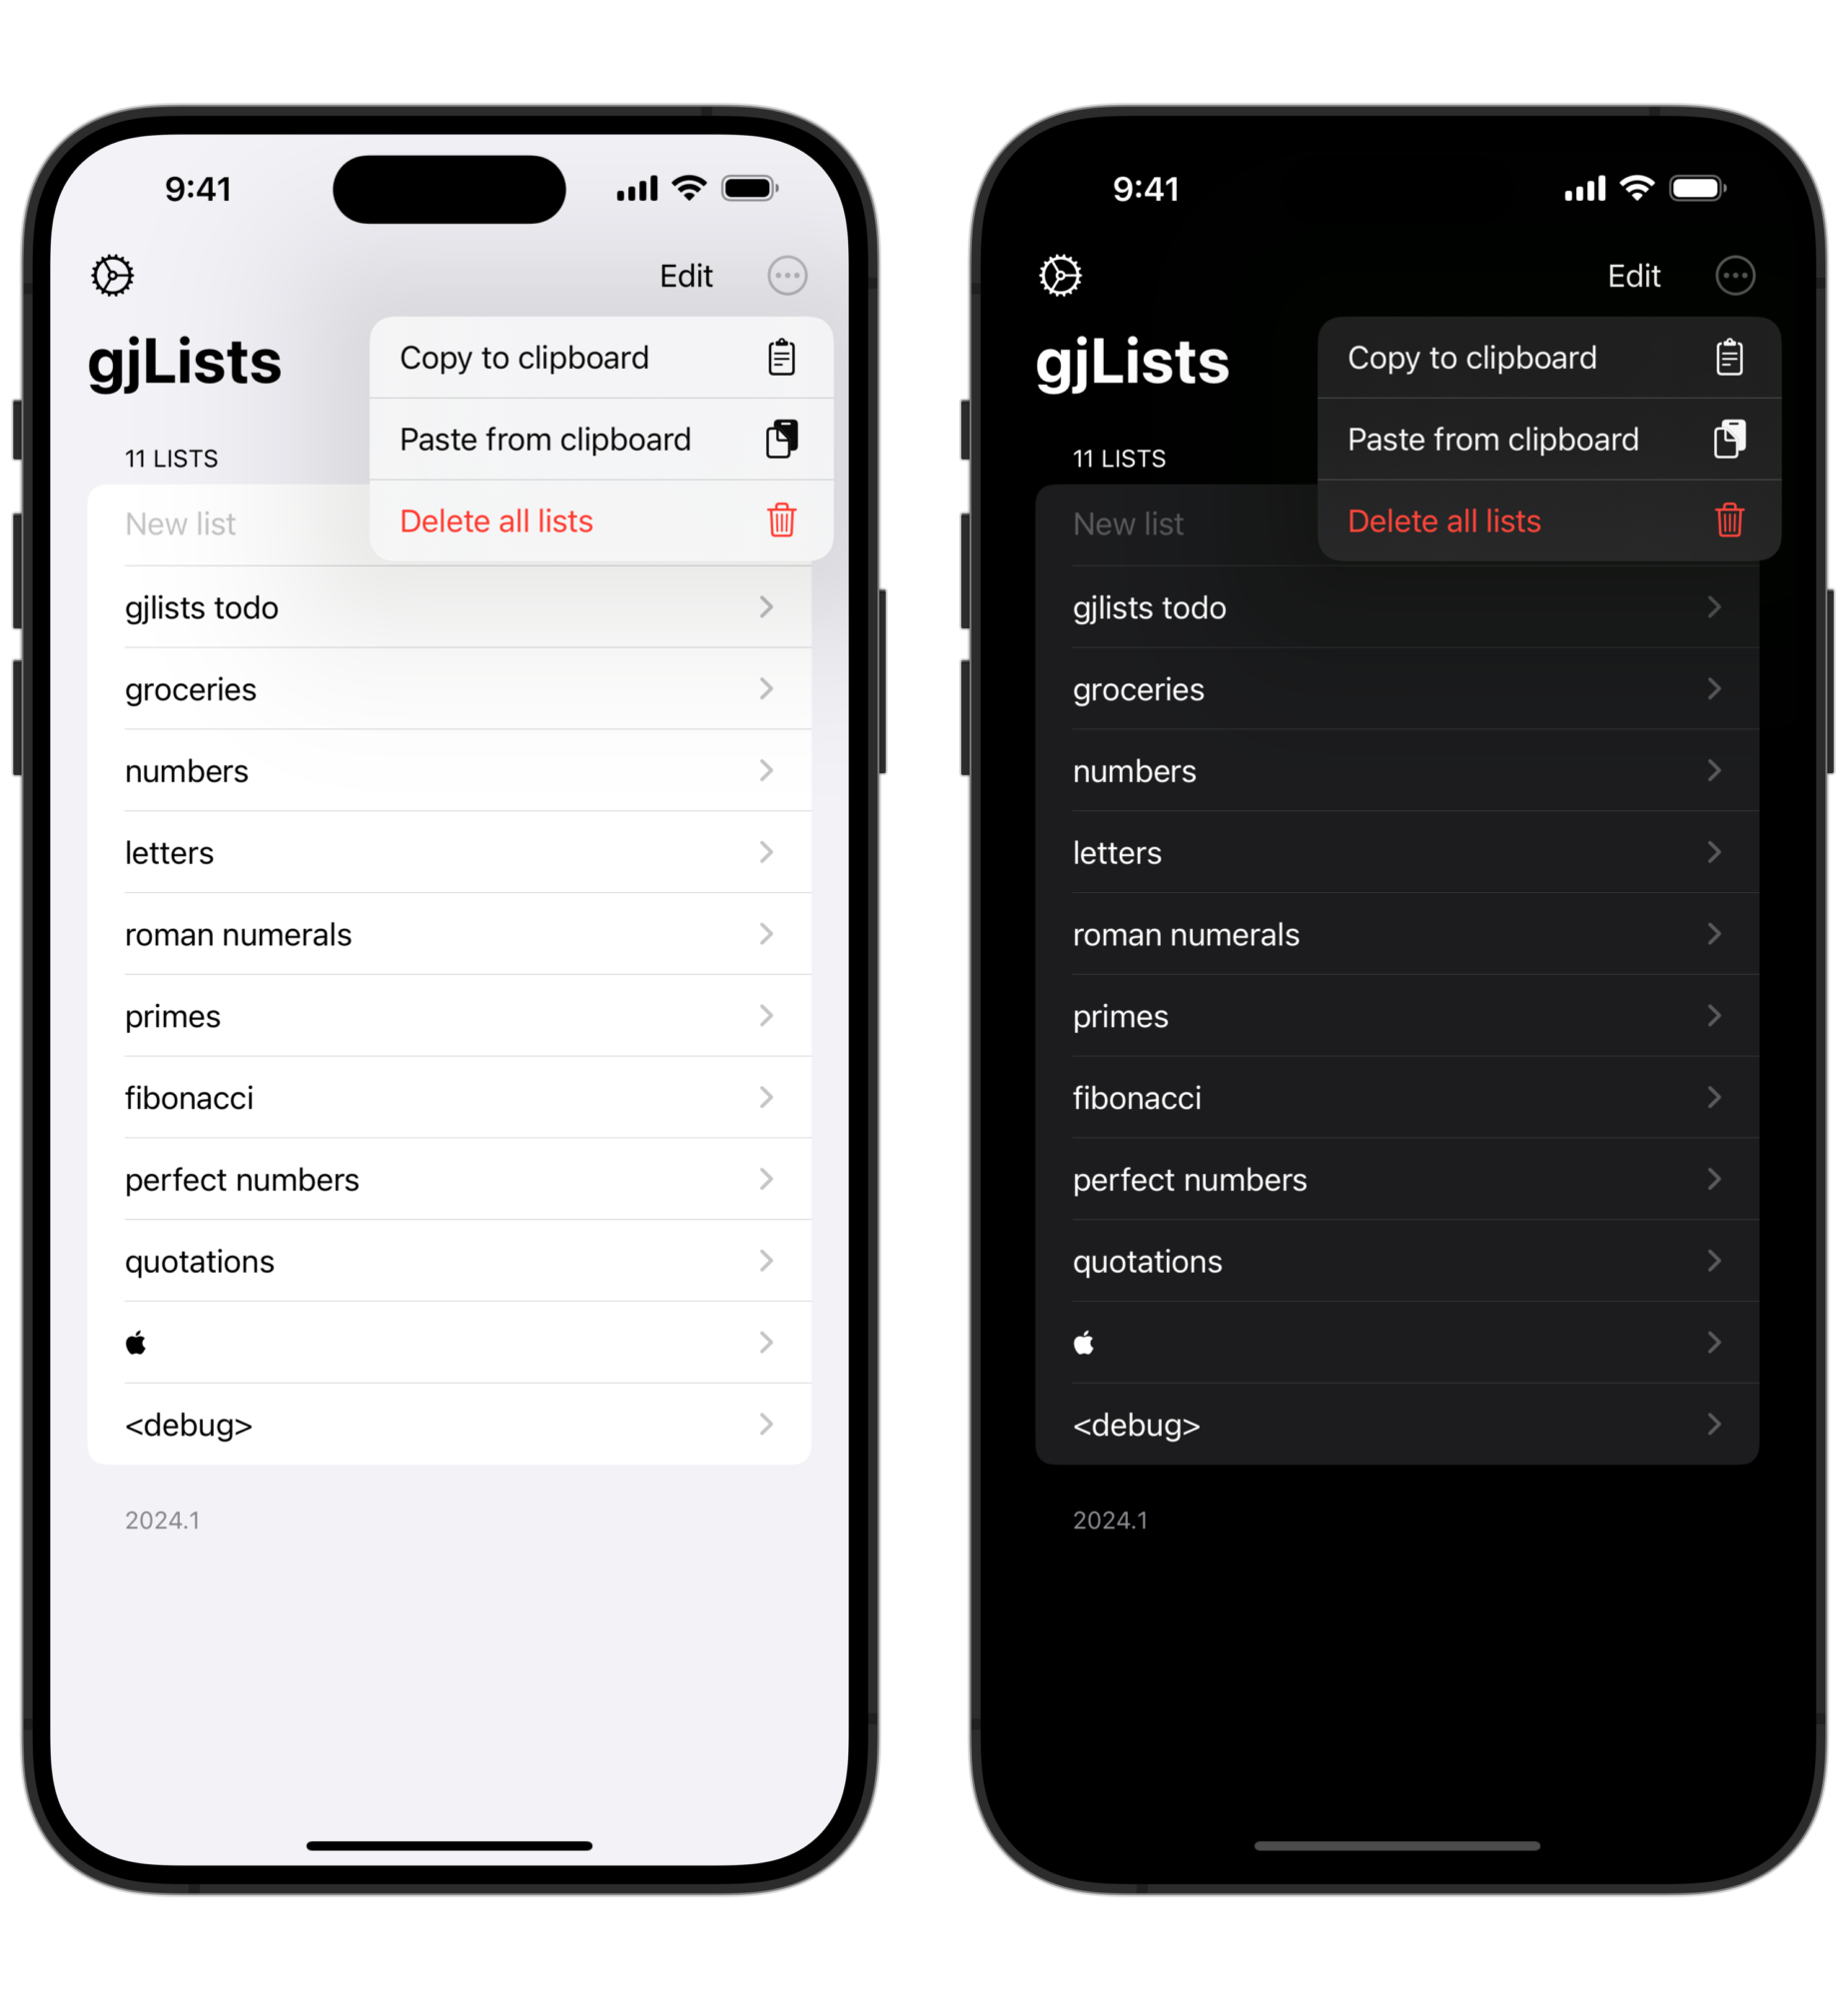 9:41
Edit
gjLists
Copy to clipboard
Paste from clipboard
Delete all lists
11 LISTS
New list
gjlists todo
groceries
numbers
letters
roman numerals
primes
fibonacci
perfect numbers
quotations
<debug>
2024.1
9:41
Edit
gjLists
Copy to clipboard
Paste from clipboard
Delete all lists
11 LISTS
New list
gjlists todo
groceries
numbers
letters
roman numerals
primes
fibonacci
perfect numbers
quotations
<debug>
2024.1